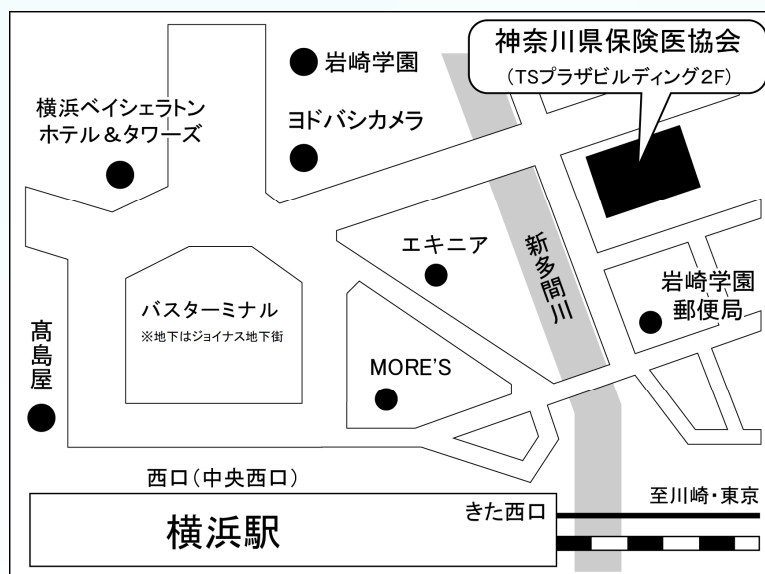 神奈川県保険医協会
（TSプラザビルディング2F）
岩崎学園
横浜ベイシェラトン
ホテル＆タワーズ
ヨドバシカメラ
エキニア
新多間川
岩崎学園
郵便局
バスターミナル
※地下はジョイナス地下街
髙島屋
MORE'S
西口（中央西口）
きた西口
至川崎・東京
横浜駅